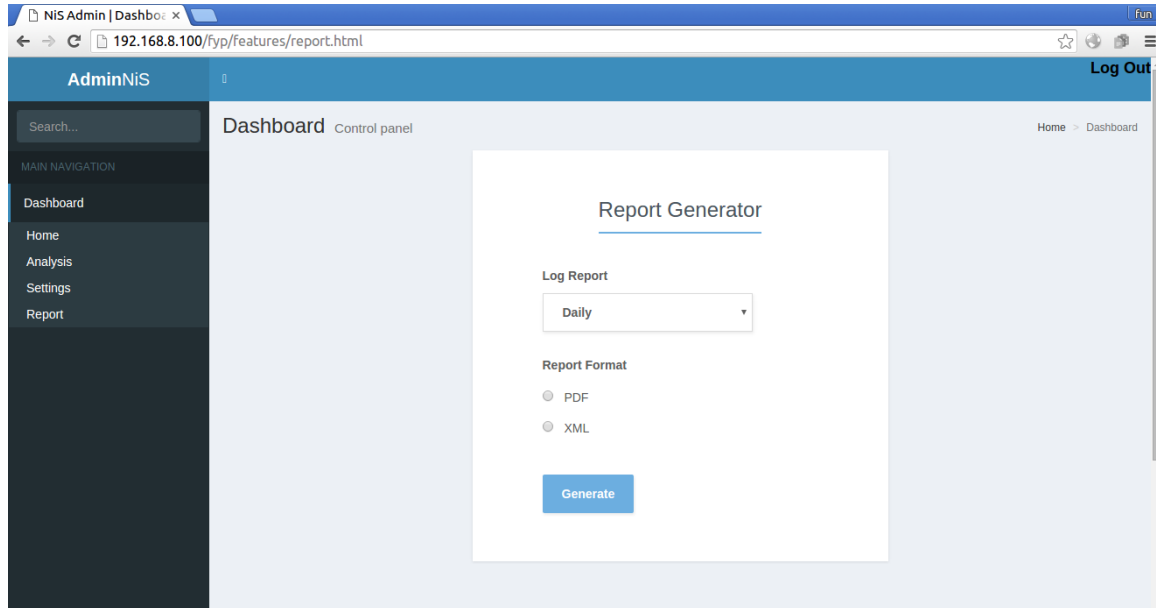 NiS Admin | Dashboa
fun
192.168.8.100/fyp/features/report.html
AdminNiS
Log Out
Search...
Dashboard Control panel
Home > Dashboard
MAIN NAVIGATION
Dashboard
Home
Analysis
Settings
Report
Report Generator
Log Report
Daily
Report Format
PDF
XML
Generate